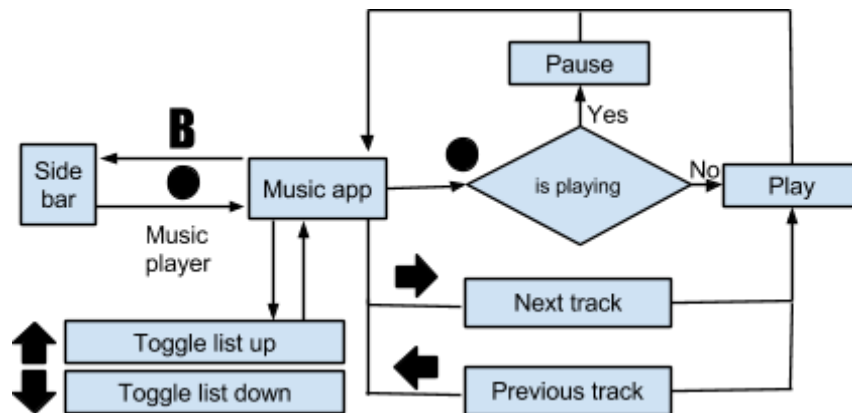 Pause
Yes
B
Side
bar
Music app
is playing
No
Play
Music
player
Next track
Toggle list up
Toggle list down
Previous track